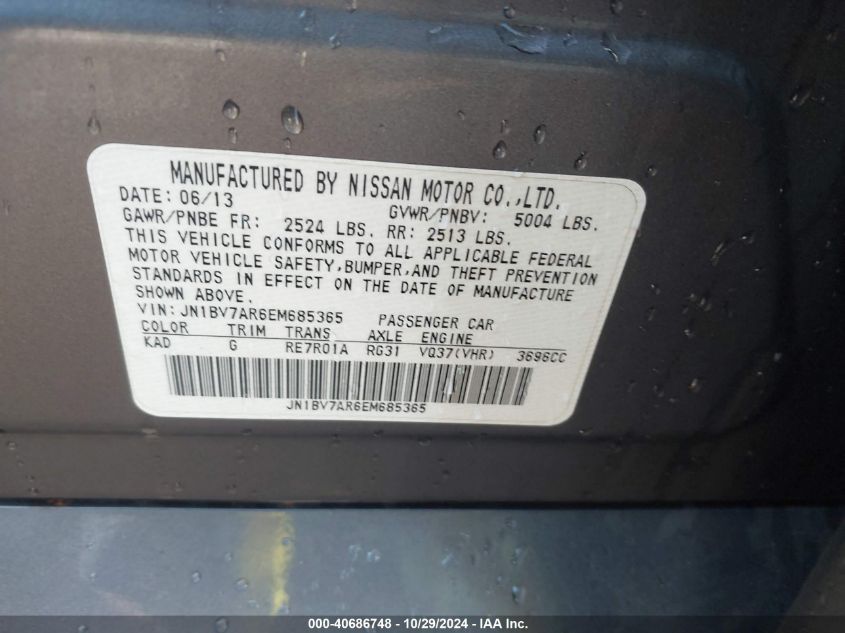 MANUFACTURED BY NISSAN MOTOR CO.,LTD.
DATE: 06/13 GVWR/PNBV: 5004 LBS.
GAWR/PNBE FR: 2524 LBS. RR: 2513 LBS.
THIS VEHICLE CONFORMS TO ALL APPLICABLE FEDERAL
MOTOR VEHICLE SAFETY,BUMPER,AND THEFT PREVENTION
STANDARDS IN EFFECT ON THE DATE OF MANUFACTURE
SHOWN ABOVE.
VIN: JN1BV7AR6EM685365 PASSENGER CAR
COLOR TRIM TRANS AXLE ENGINE
KAD G RE7R01A RG31 VQ37(VHR) 3696CC
JN1BV7AR6EM685365
000-40686748 - 10/29/2024 - IAA Inc.